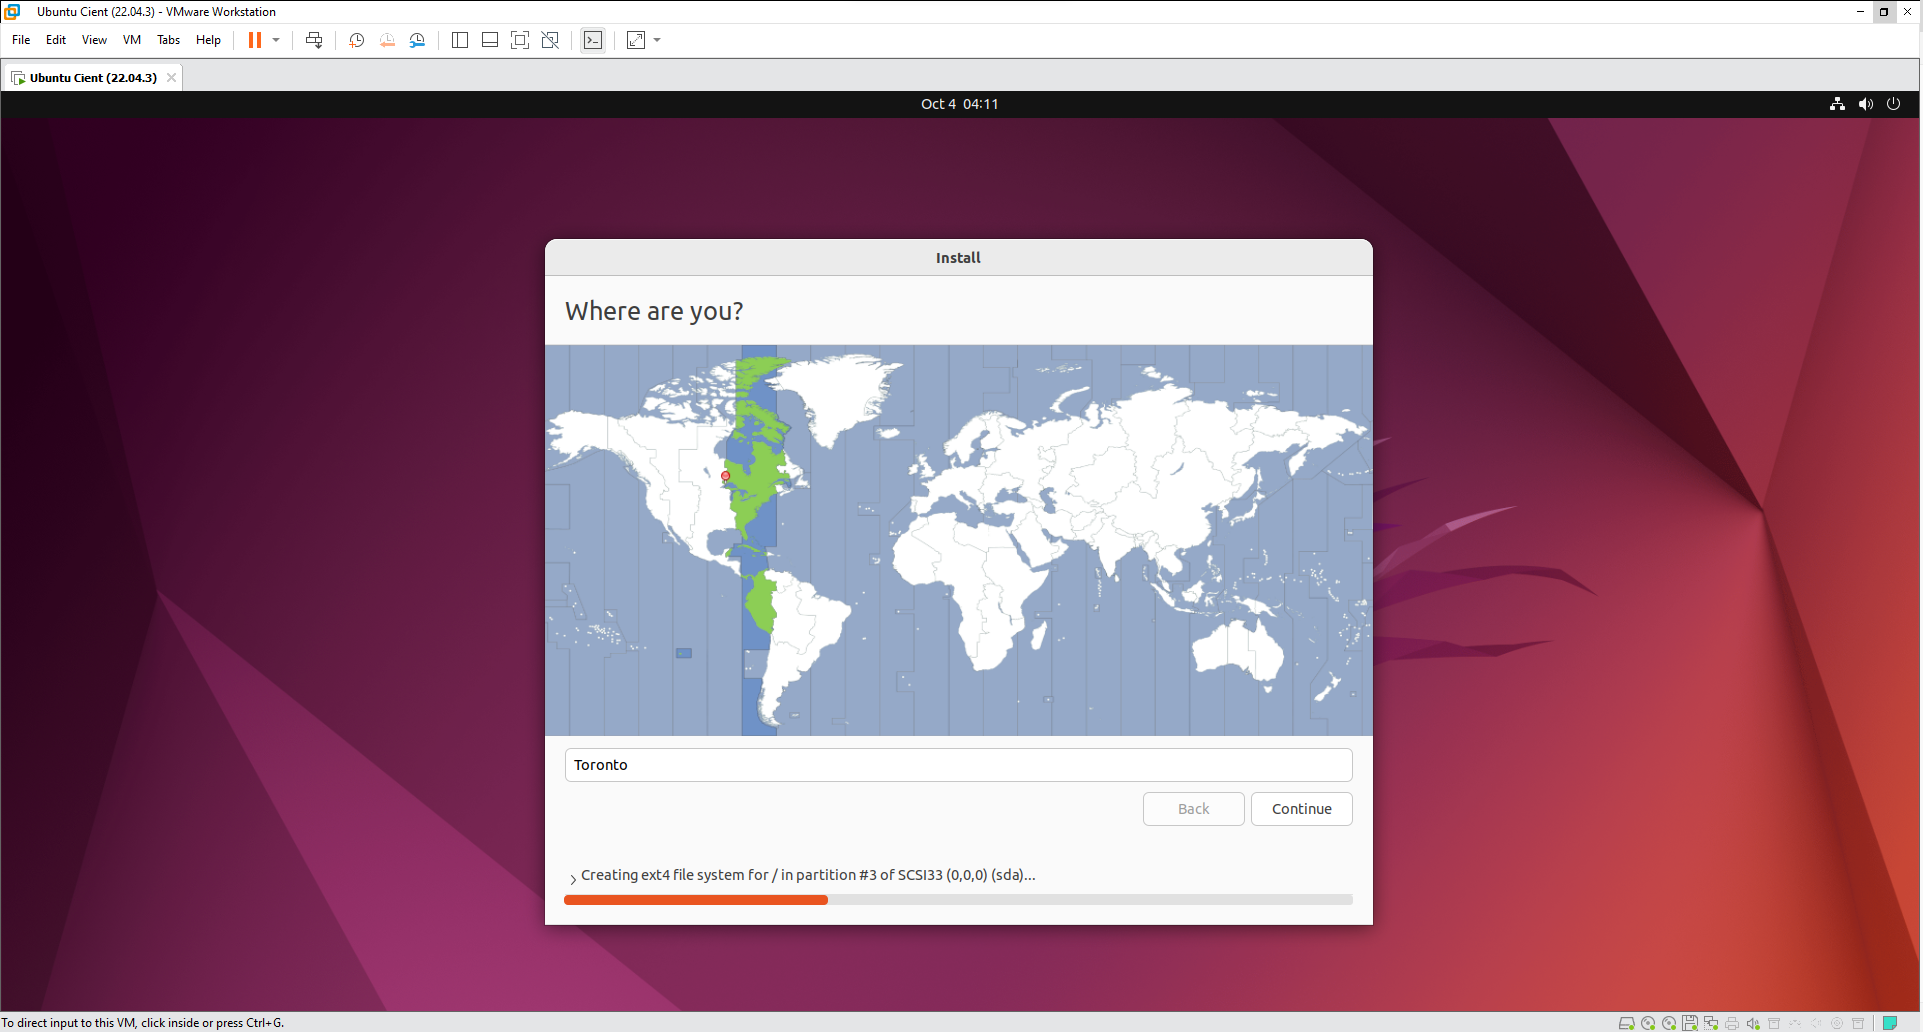 Ubuntu Cient (22.04.3) - VMware Workstation
File Edit View VM Tabs Help
Ubuntu Cient (22.04.3)
Oct 4 04:11
Install
Where are you?
Toronto
Back Continue
Creating ext4 file system for / in partition #3 of SCSI33 (0,0,0) (sda)...
To direct input to this VM, click inside or press Ctrl+G.